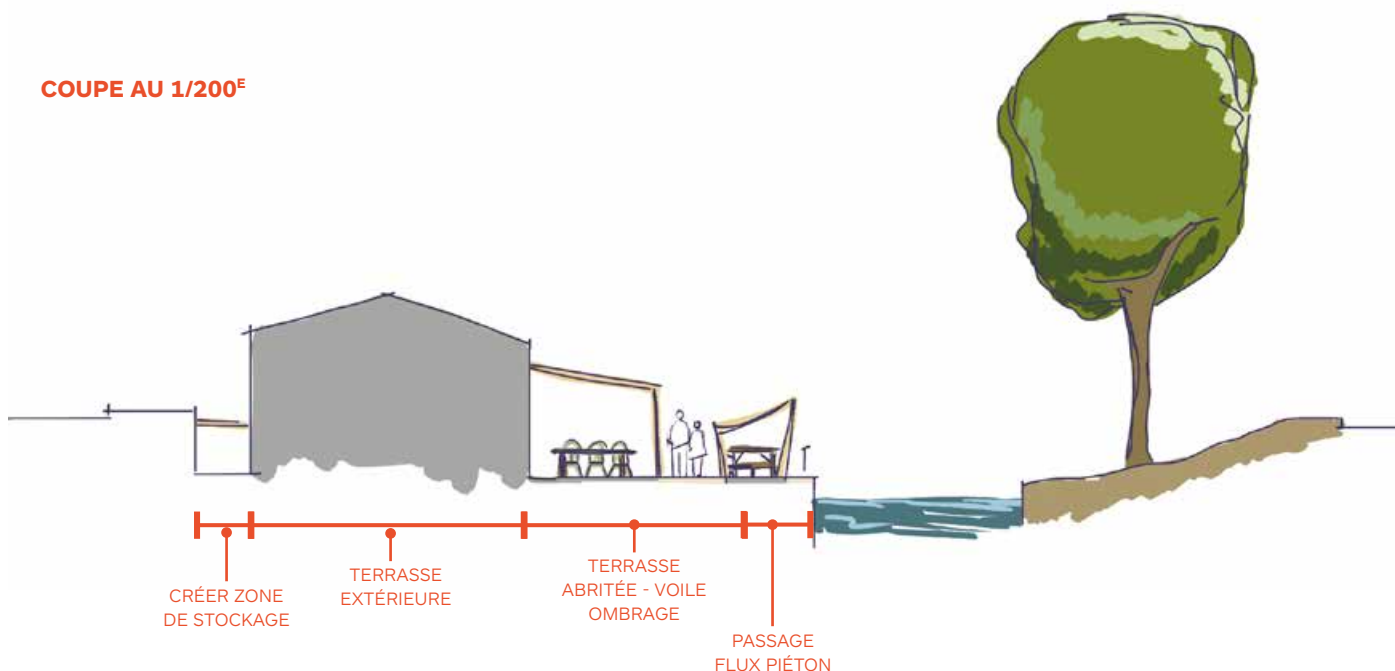 COUPE AU 1/200E
CRÉER ZONE
DE STOCKAGE
TERRASSE
EXTÉRIEURE
TERRASSE
ABRITÉE - VOILE
OMBRAGE
PASSAGE
FLUX PIÉTON